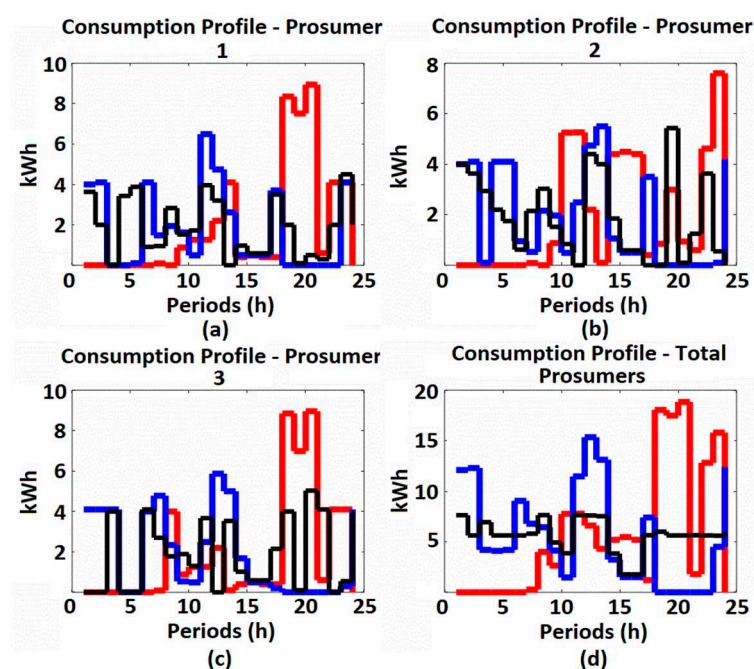 Consumption Profile - Prosumer
1
10
8
6
4
2
kWh
0 5 10 15 20 25
Periods (h)
(a)
Consumption Profile - Prosumer
2
8
6
4
2
kWh
0 5 10 15 20 25
Periods (h)
(b)
Consumption Profile - Prosumer
3
10
8
6
4
2
kWh
0 5 10 15 20 25
Periods (h)
(c)
Consumption Profile - Total
Prosumers
20
15
10
5
kWh
0 5 10 15 20 25
Periods (h)
(d)